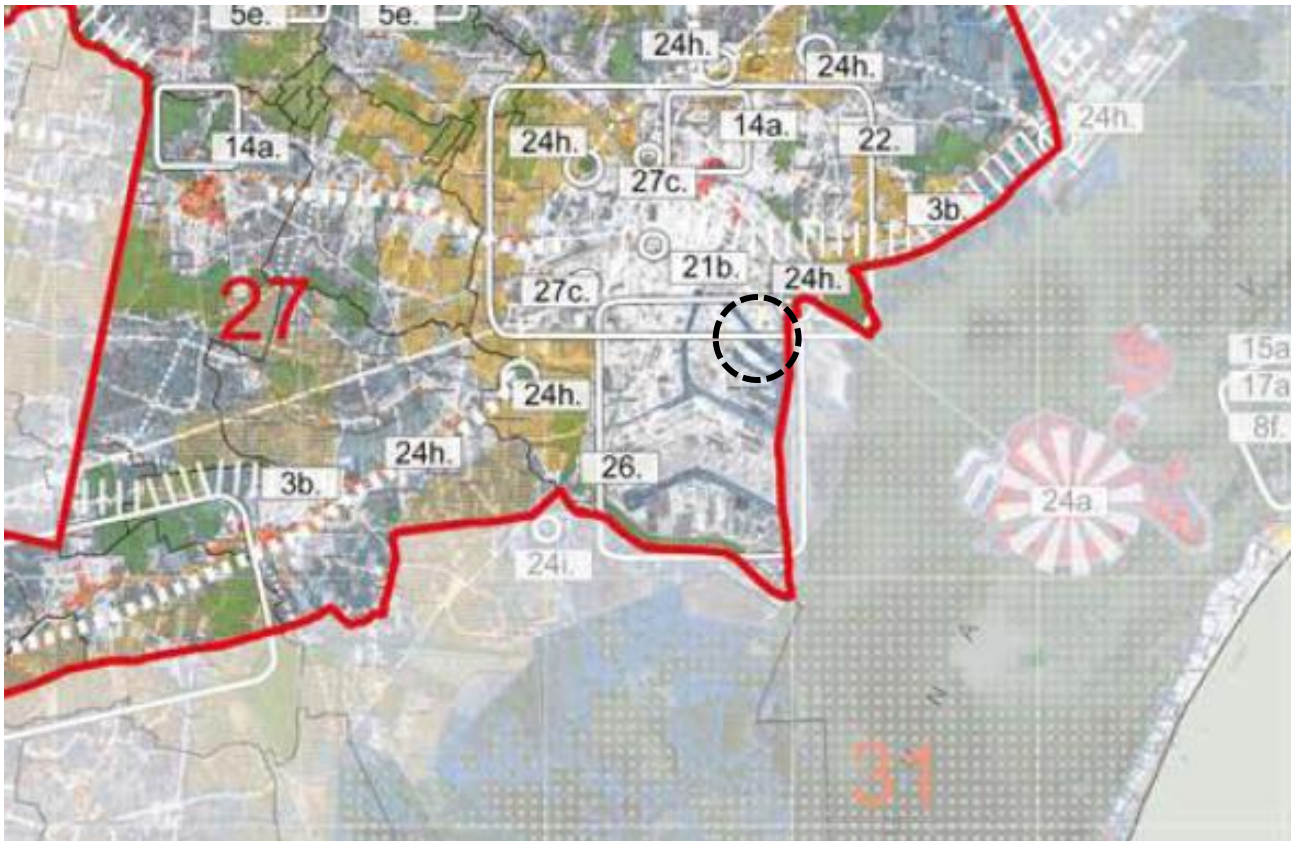 5e.
5e.
24h.
24h.
14a.
24h.
14a.
22.
24h.
27c.
3b.
27
27c.
21b.
24h.
15a
17a
8f.
24h.
24h.
3b.
26.
24a.
24i.
V
A
N
31